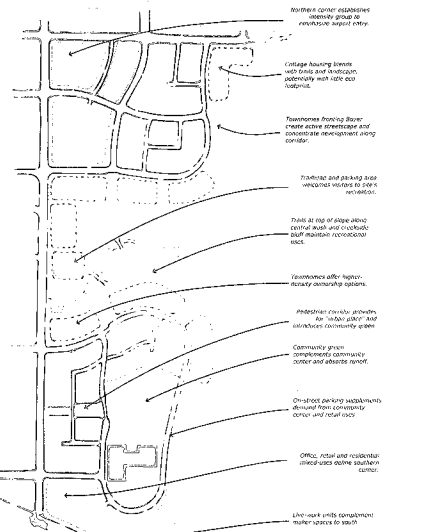 Northern corner establishes
intensity group to
emphasize airport entry.
Cottage housing blends
with trails and landscape,
potentially with little eco
footprint.
Townhomes fronting Boyer
create active streetscape and
concentrate development along
corridor.
Trailhead and parking area
welcomes visitors to site's
recreation.
Trails at top of slope along
central wash and creekside
bluff maintain recreational
uses.
Townhomes offer higher-
density ownership options.
Pedestrian corridor provides
for "urban place" and
introduces community green.
Community green
complements community
center and absorbs runoff.
On-street parking supplements
demand from community
center and retail uses
Office, retail and residential
mixed-uses define southern
corner.
Live-work units complement
maker spaces to south